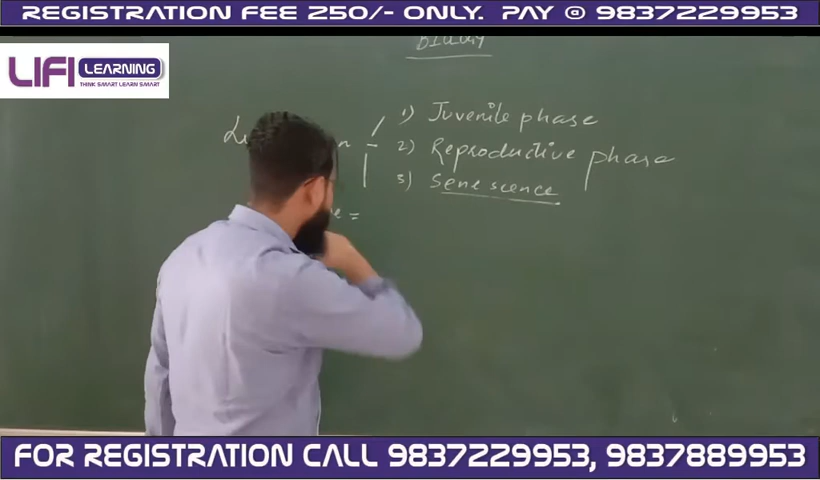 REGISTRATION FEE 250/- ONLY. PAY @ 9837229953
LIFI LEARNING
THINK SMART LEARN SMART
1) Juvenile phase
2) Reproductive phase
3) Senescence
FOR REGISTRATION CALL 9837229953, 9837889953